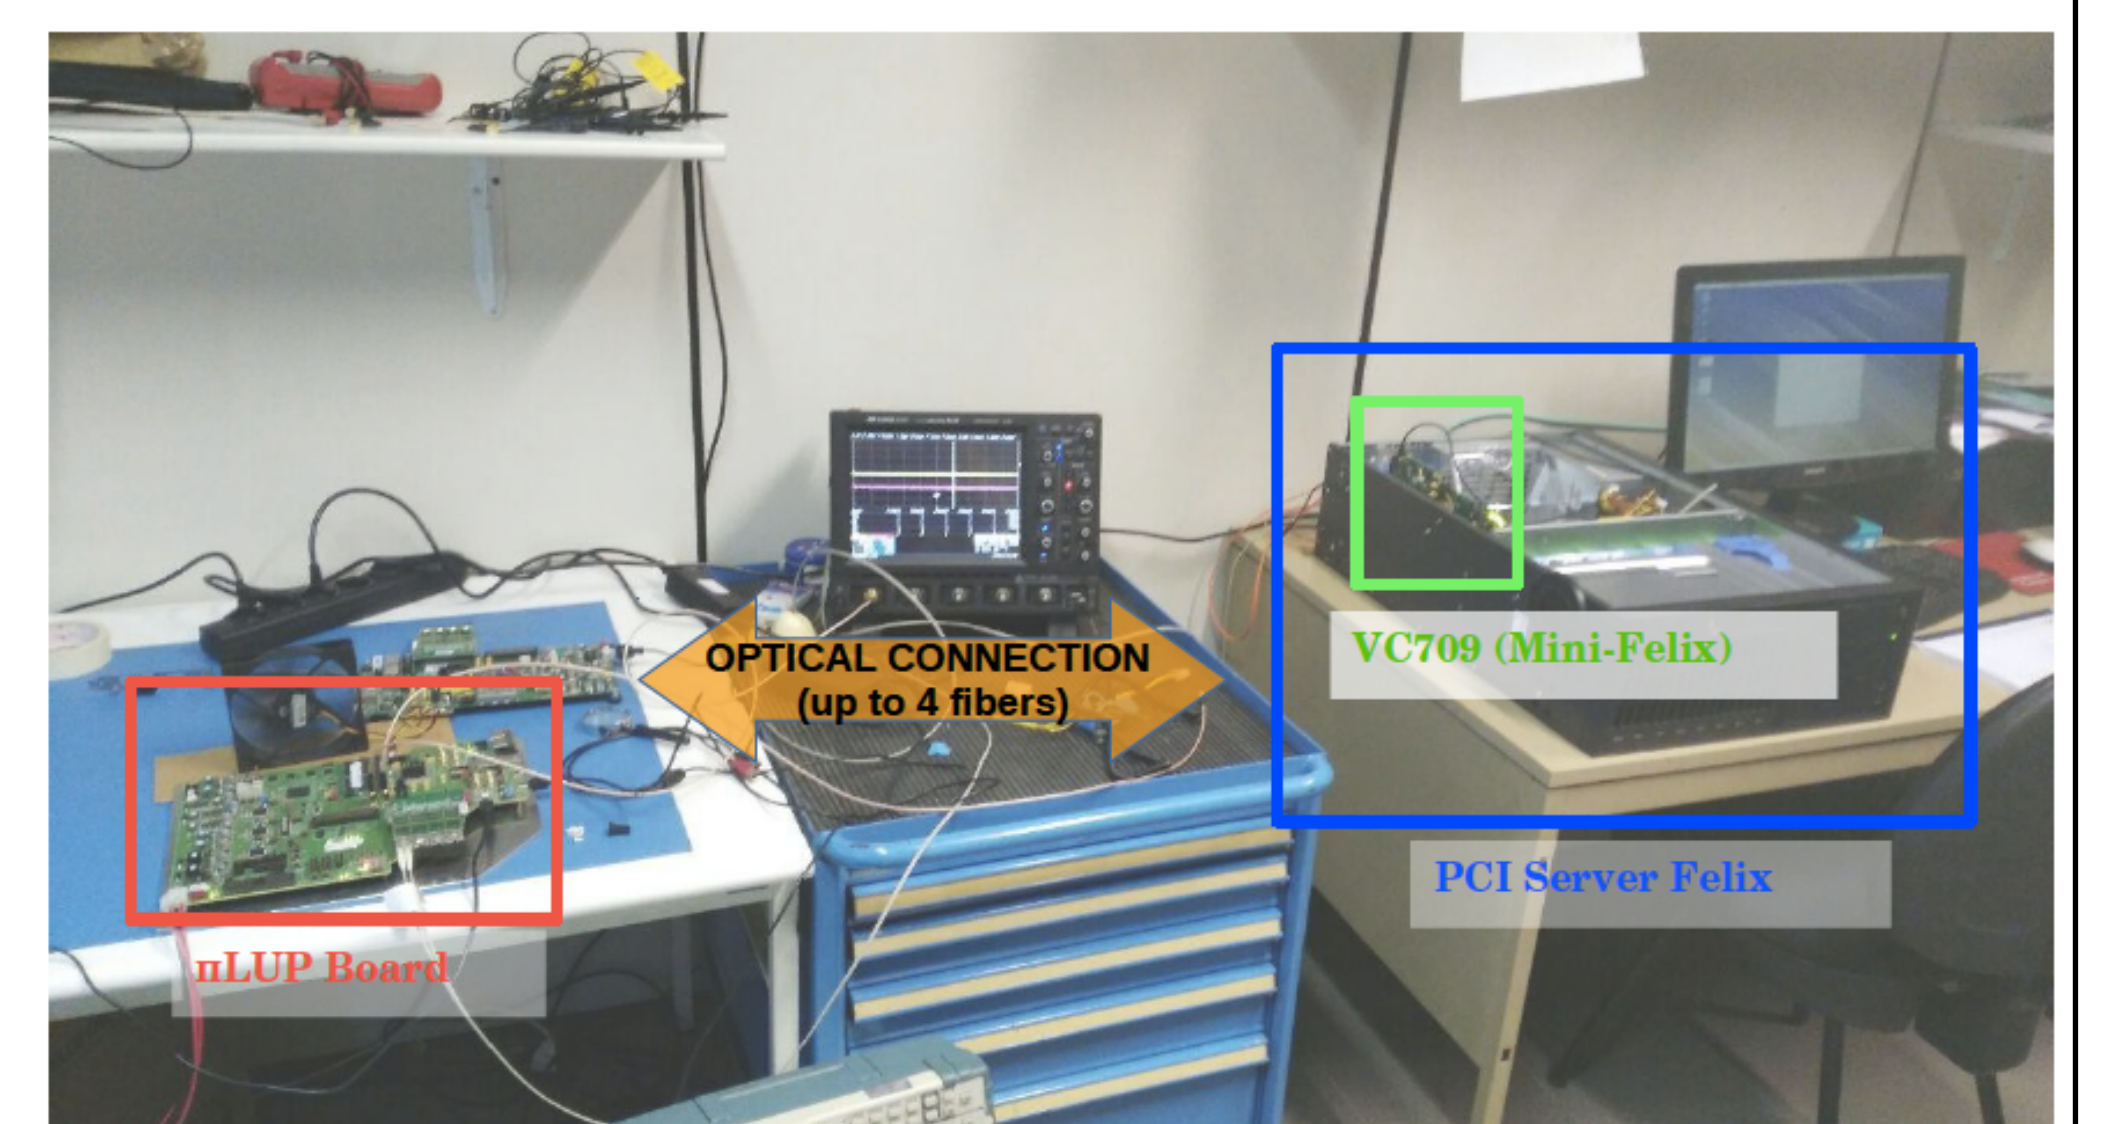 OPTICAL CONNECTION
(up to 4 fibers)
VC709 (Mini-Felix)
PCI Server Felix
πLUP Board